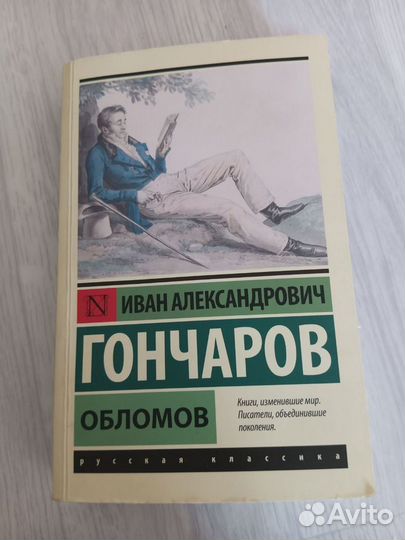 N
ИВАН АЛЕКСАНДРОВИЧ
ГОНЧАРОВ
ОБЛОМОВ
Книги, изменившие мир.
Писатели, объединившие
поколения.
русская классика
Avito